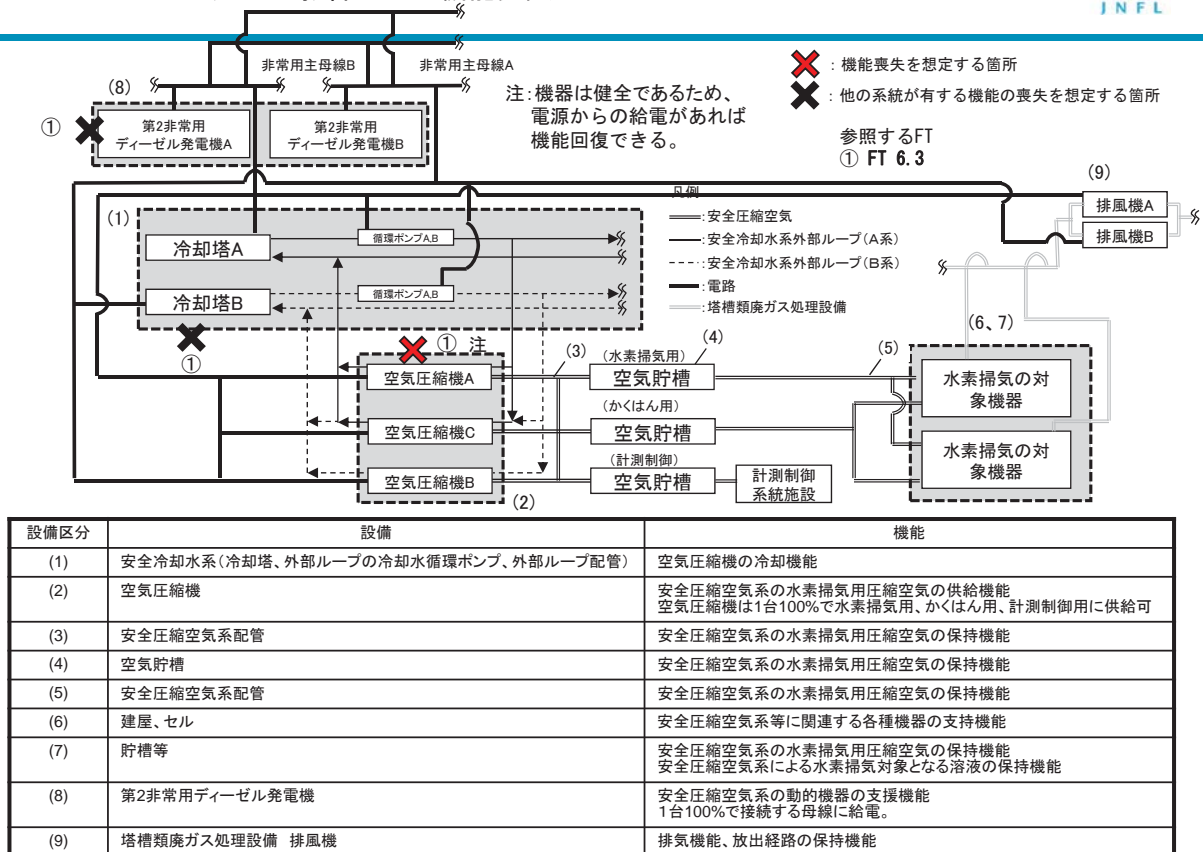 JNFL
非常用主母線B
非常用主母線A
(8)
①
第2非常用
ディーゼル発電機A
第2非常用
ディーゼル発電機B
注:機器は健全であるため、
電源からの給電があれば
機能回復できる。
:機能喪失を想定する箇所
:他の系統が有する機能の喪失を想定する箇所
参照するFT
① FT 6.3
(9)
排風機A
排風機B
凡例
:安全圧縮空気
:安全冷却水系外部ループ(A系)
:安全冷却水系外部ループ(B系)
:電路
:塔槽類廃ガス処理設備
(1)
冷却塔A
循環ポンプA,B
冷却塔B
循環ポンプA,B
①
① 注
空気圧縮機A
空気圧縮機C
空気圧縮機B
(2)
(3)
(水素掃気用)
(4)
空気貯槽
(かくはん用)
空気貯槽
(計測制御)
空気貯槽
計測制御
系統施設
(5)
(6、7)
水素掃気の対
象機器
水素掃気の対
象機器
設備区分 設備 機能
(1) 安全冷却水系(冷却塔、外部ループの冷却水循環ポンプ、外部ループ配管) 空気圧縮機の冷却機能
(2) 空気圧縮機 安全圧縮空気系の水素掃気用圧縮空気の供給機能
空気圧縮機は1台100%で水素掃気用、かくはん用、計測制御用に供給可
(3) 安全圧縮空気系配管 安全圧縮空気系の水素掃気用圧縮空気の保持機能
(4) 空気貯槽 安全圧縮空気系の水素掃気用圧縮空気の保持機能
(5) 安全圧縮空気系配管 安全圧縮空気系の水素掃気用圧縮空気の保持機能
(6) 建屋、セル 安全圧縮空気系等に関連する各種機器の支持機能
(7) 貯槽等 安全圧縮空気系の水素掃気用圧縮空気の保持機能
安全圧縮空気系による水素掃気対象となる溶液の保持機能
(8) 第2非常用ディーゼル発電機 安全圧縮空気系の動的機器の支援機能
1台100%で接続する母線に給電。
(9) 塔槽類廃ガス処理設備 排風機 排気機能、放出経路の保持機能